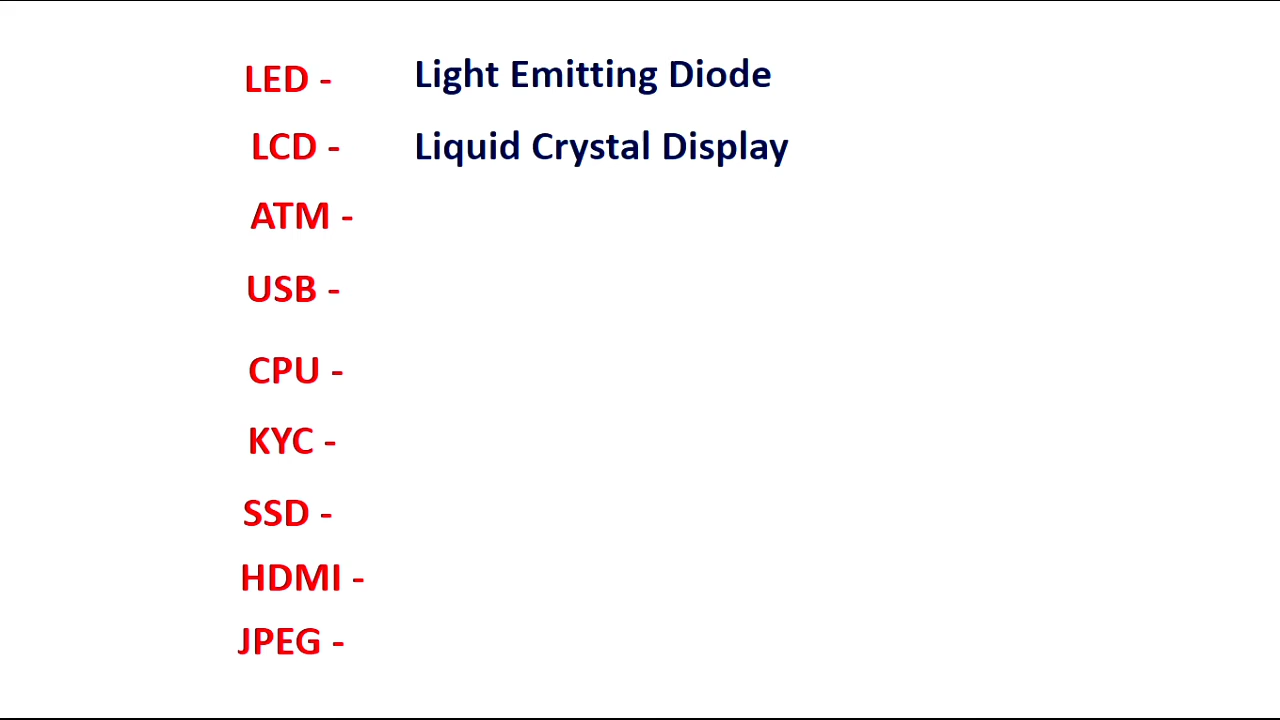 LED - Light Emitting Diode
LCD - Liquid Crystal Display
ATM -
USB -
CPU -
KYC -
SSD -
HDMI -
JPEG -